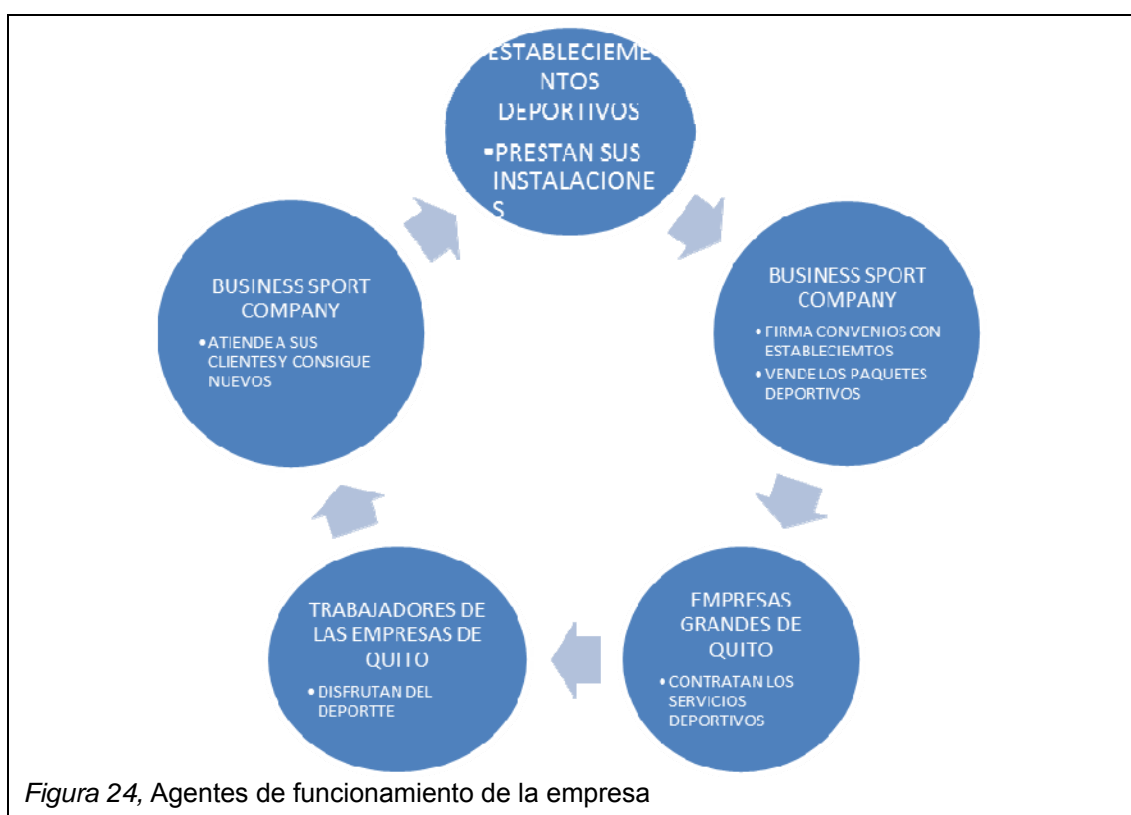 ESTABLECIEME
NTOS
DEPORTIVOS
▪PRESTAN SUS
INSTALACIONE
S
BUSINESS SPORT
COMPANY
• FIRMA CONVENIOS CON
ESTABLECIEMTOS
• VENDE LOS PAQUETES
DEPORTIVOS
EMPRESAS
GRANDES DE
QUITO
• CONTRATAN LOS
SERVICIOS
DEPORTIVOS
TRABAJADORES DE
LAS EMPRESAS DE
QUITO
• DISFRUTAN DEL
DEPORTTE
BUSINESS SPORT
COMPANY
• ATIENDE A SUS
CLIENTES Y CONSIGUE
NUEVOS
Figura 24, Agentes de funcionamiento de la empresa